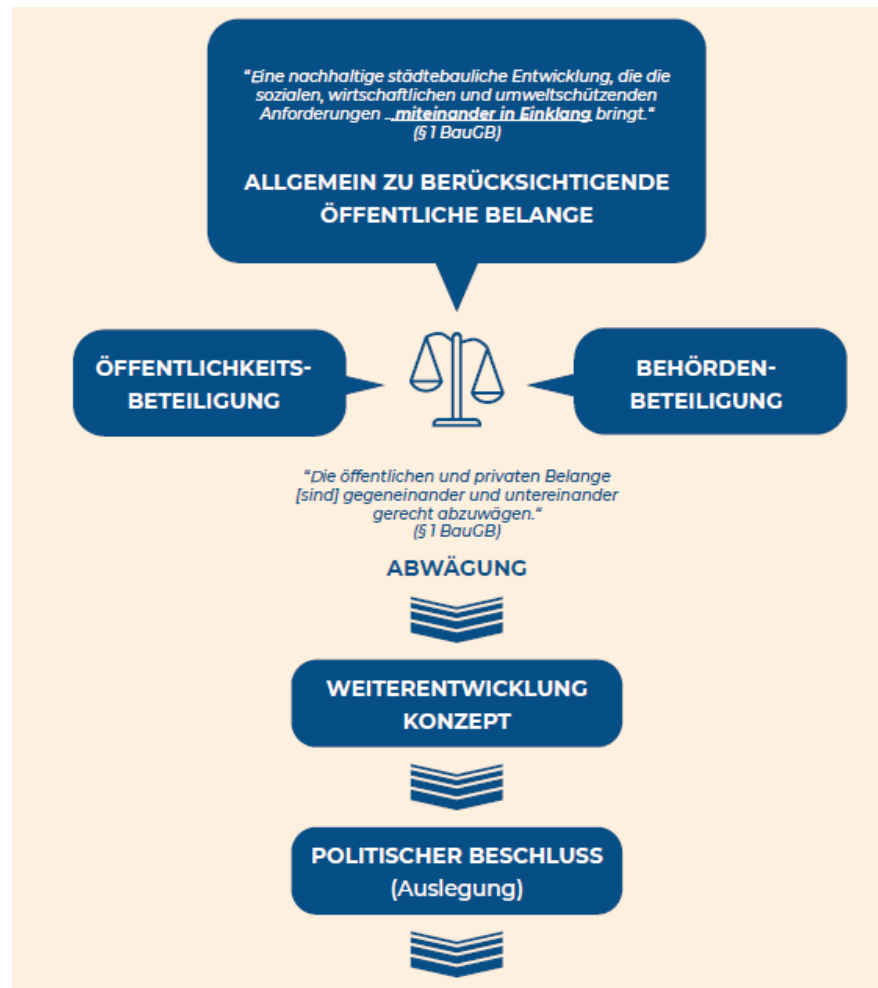 “Eine nachhaltige städtebauliche Entwicklung, die die
sozialen, wirtschaftlichen und umweltschützenden
Anforderungen ...miteinander in Einklang bringt.“
(§ 1 BauGB)
ALLGEMEIN ZU BERÜCKSICHTIGENDE
ÖFFENTLICHE BELANGE
ÖFFENTLICHKEITS-
BETEILIGUNG
BEHÖRDEN-
BETEILIGUNG
“Die öffentlichen und privaten Belange
[sind] gegeneinander und untereinander
gerecht abzuwägen.“
(§ 1 BauGB)
ABWÄGUNG
WEITERENTWICKLUNG
KONZEPT
POLITISCHER BESCHLUSS
(Auslegung)